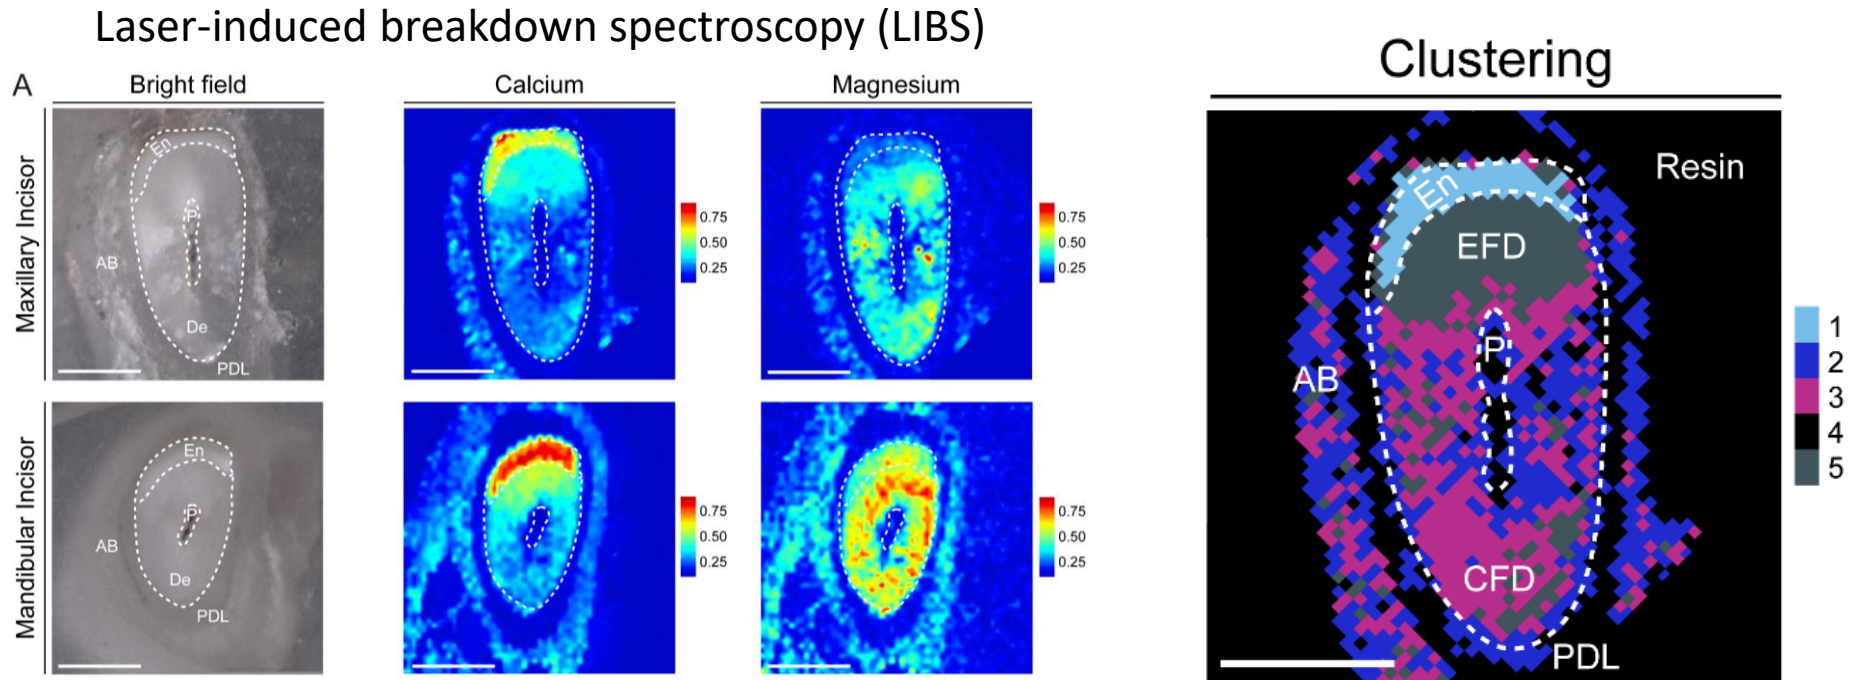 Laser-induced breakdown spectroscopy (LIBS)
A
Bright field
Calcium
Magnesium
Maxillary Incisor
En
P
AB
De
PDL
0.75
0.50
0.25
0.75
0.50
0.25
Mandibular Incisor
En
P
AB
De
PDL
0.75
0.50
0.25
0.75
0.50
0.25
Clustering
Resin
En
EFD
P
AB
CFD
PDL
1
2
3
4
5